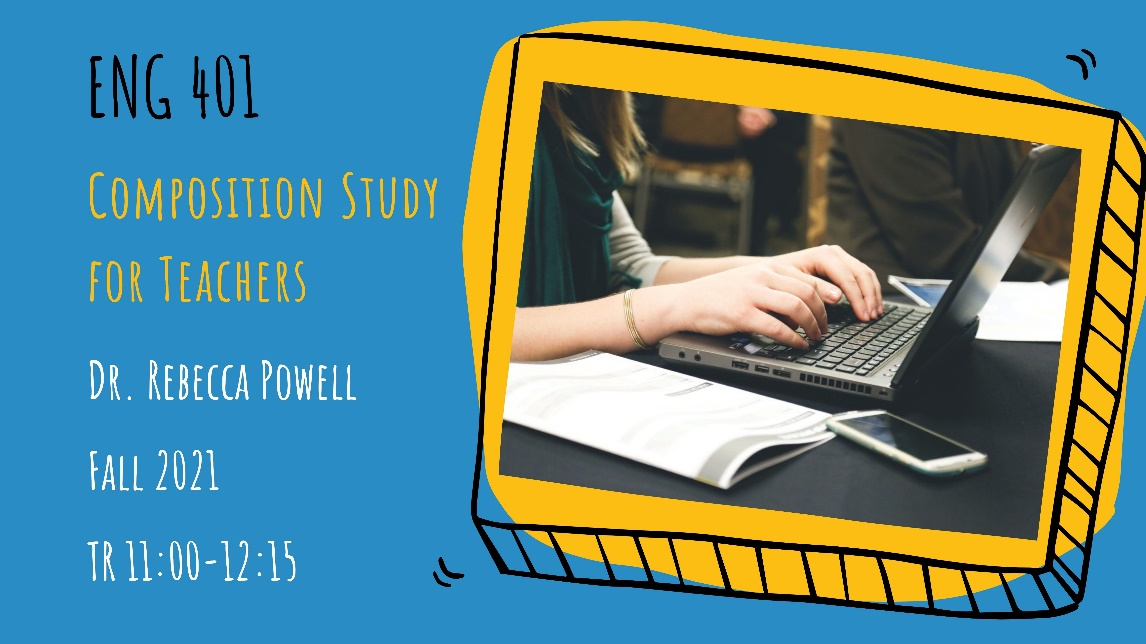 ENG 401
Composition Study
for Teachers
Dr. Rebecca Powell
Fall 2021
TR 11:00-12:15